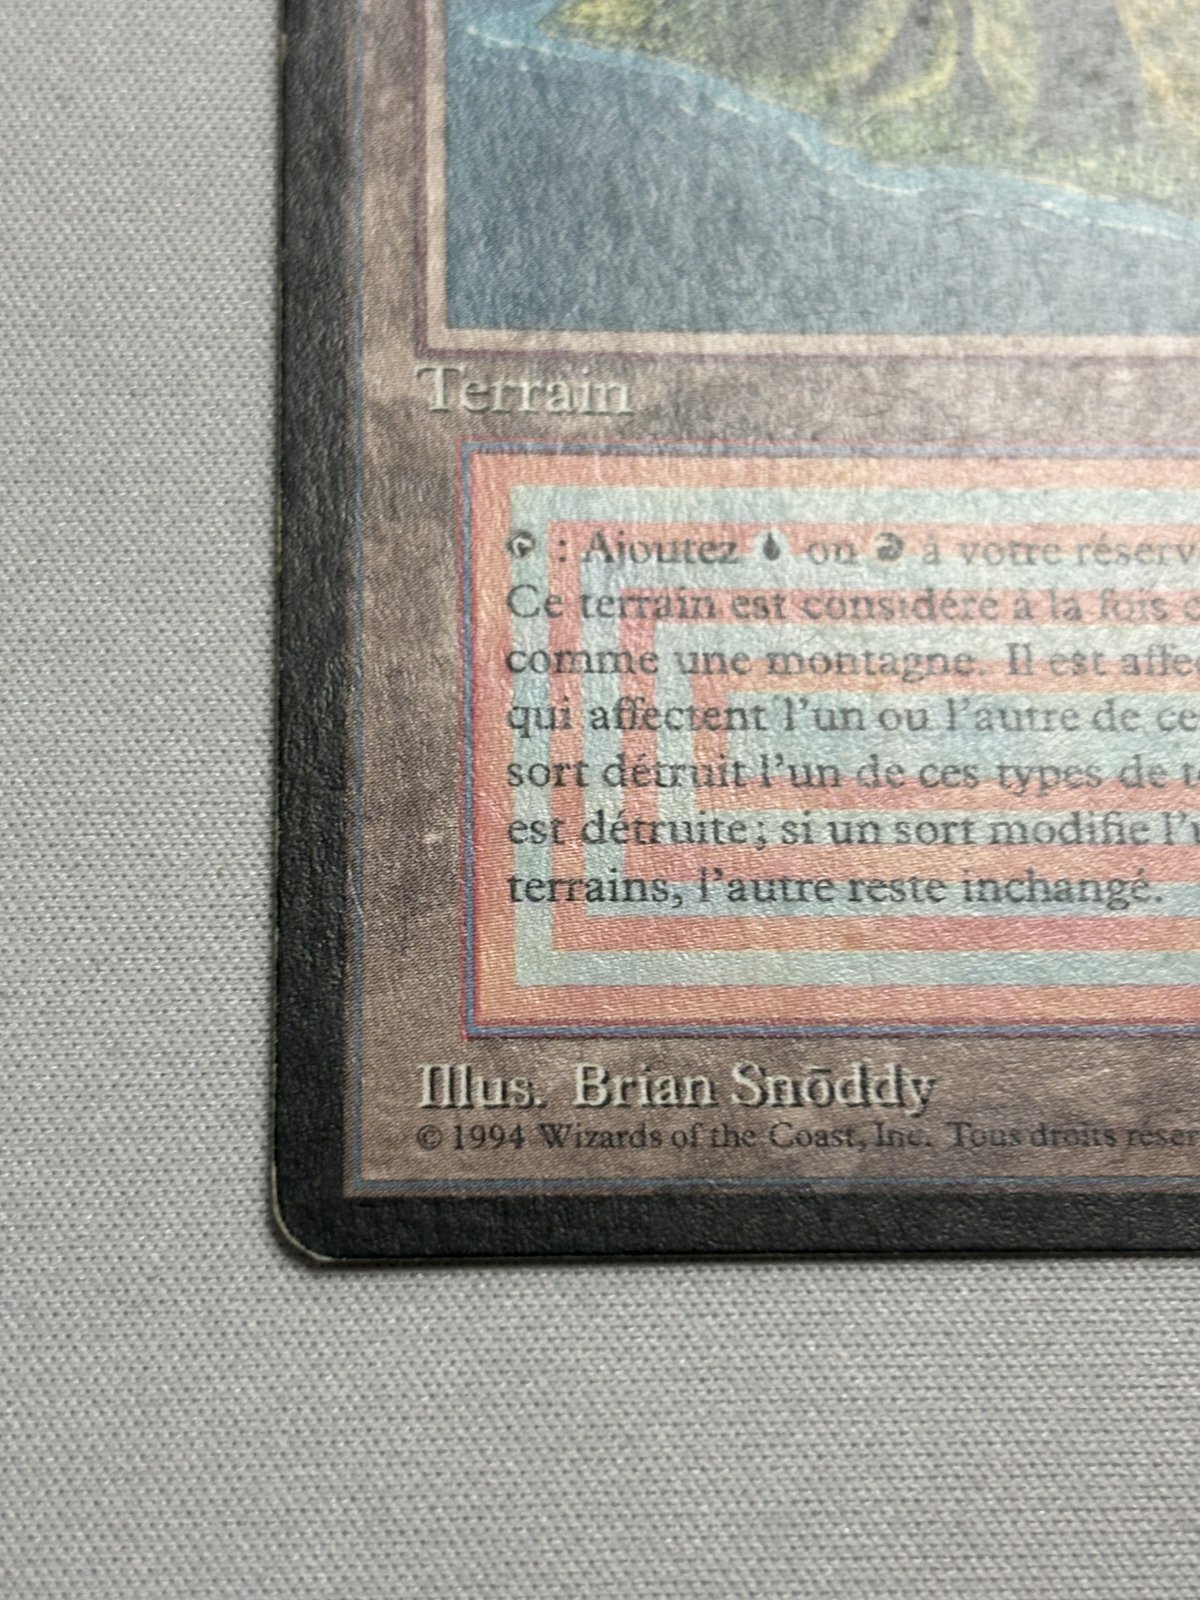 Terrain
: Ajoutez ou à votre réserv
Ce terrain est considéré à la fois
comme une montagne. Il est affe
qui affectent l'un ou l'autre de ce
sort détruit l'un de ces types de t
est détruite; si un sort modifie l'u
terrains, l'autre reste inchangé.
Illus. Brian Snōddy
© 1994 Wizards of the Coast, Inc. Tous droits réser